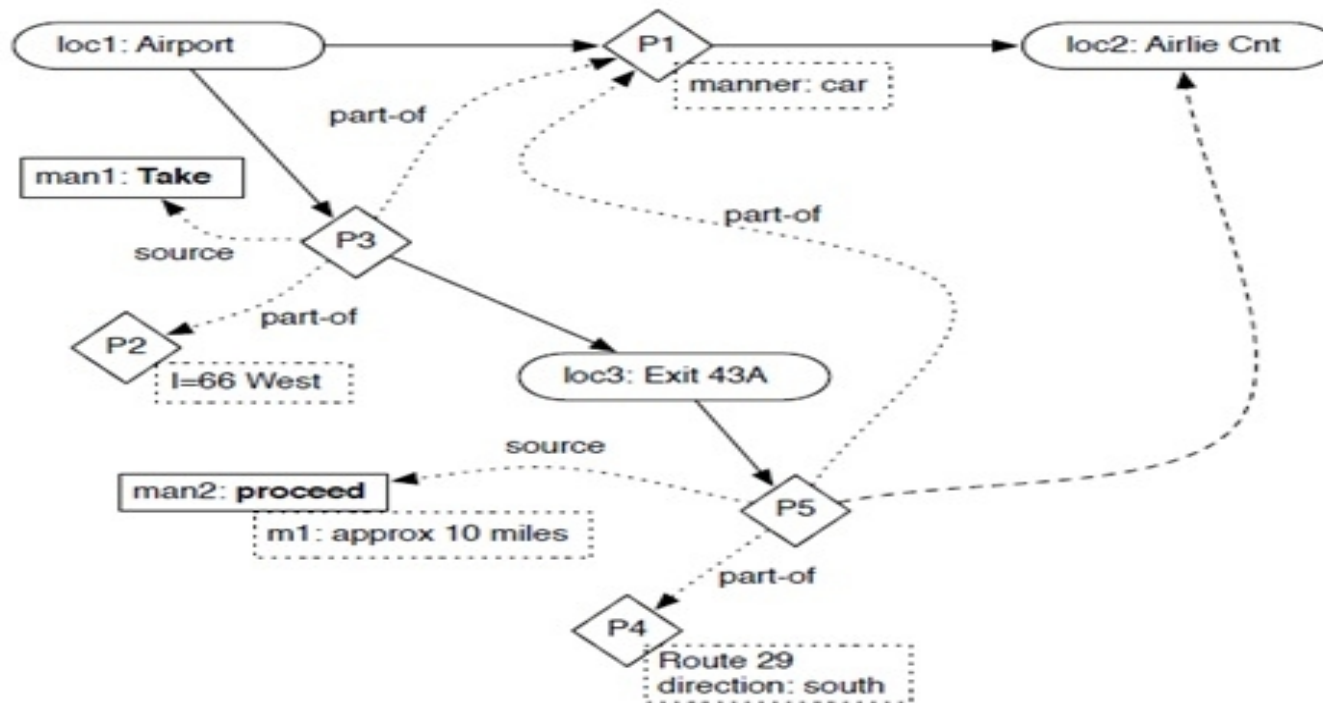 loc1: Airport
P1
loc2: Airlie Cnt
manner: car
part-of
man1: Take
part-of
source
P3
part-of
P2
I=66 West
loc3: Exit 43A
source
man2: proceed
P5
m1: approx 10 miles
part-of
P4
Route 29
direction: south